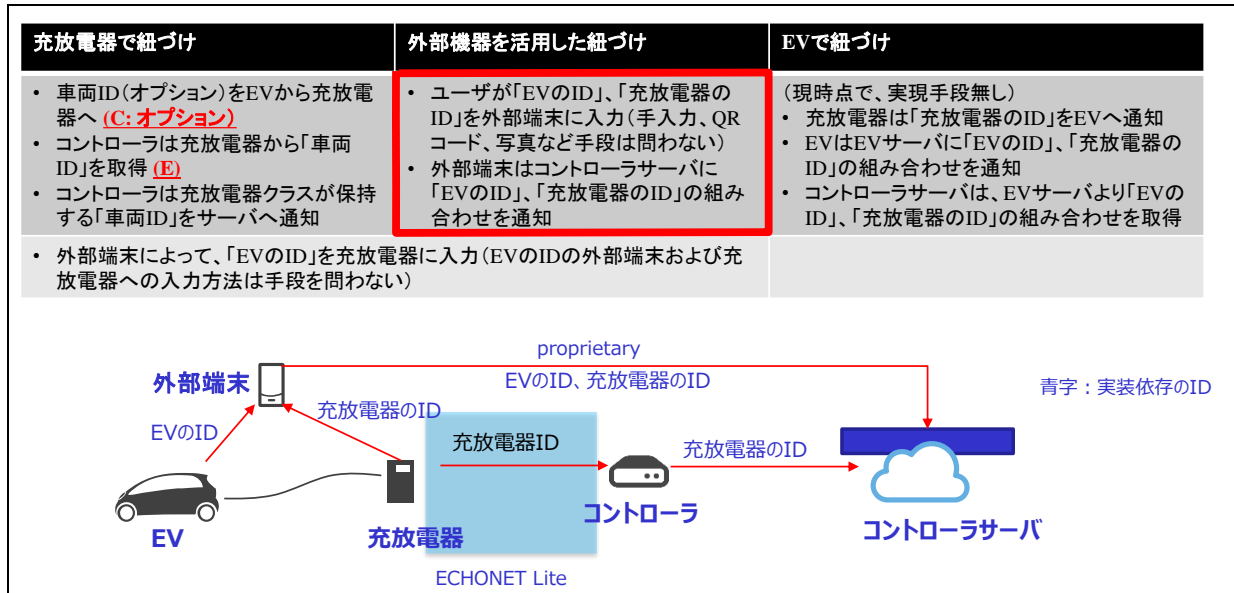 充放電器で紐づけ
外部機器を活用した紐づけ
EVで紐づけ
• 車両ID(オプション)をEVから充放電
器へ (C: オプション)
• コントローラは充放電器から「車両
ID」を取得 (E)
• コントローラは充放電器クラスが保持
する「車両ID」をサーバへ通知
• ユーザが「EVのID」、「充放電器の
ID」を外部端末に入力(手入力、QR
コード、写真など手段は問わない)
• 外部端末はコントローラサーバに
「EVのID」、「充放電器のID」の組み
合わせを通知
(現時点で、実現手段無し)
• 充放電器は「充放電器のID」をEVへ通知
• EVはEVサーバに「EVのID」、「充放電器の
ID」の組み合わせを通知
• コントローラサーバは、EVサーバより「EVの
ID」、「充放電器のID」の組み合わせを取得
• 外部端末によって、「EVのID」を充放電器に入力(EVのIDの外部端末および充
放電器への入力方法は手段を問わない)
proprietary
外部端末
EVのID、充放電器のID
青字：実装依存のID
充放電器のID
EVのID
充放電器ID
充放電器のID
コントローラ
コントローラサーバ
EV
充放電器
ECHONET Lite